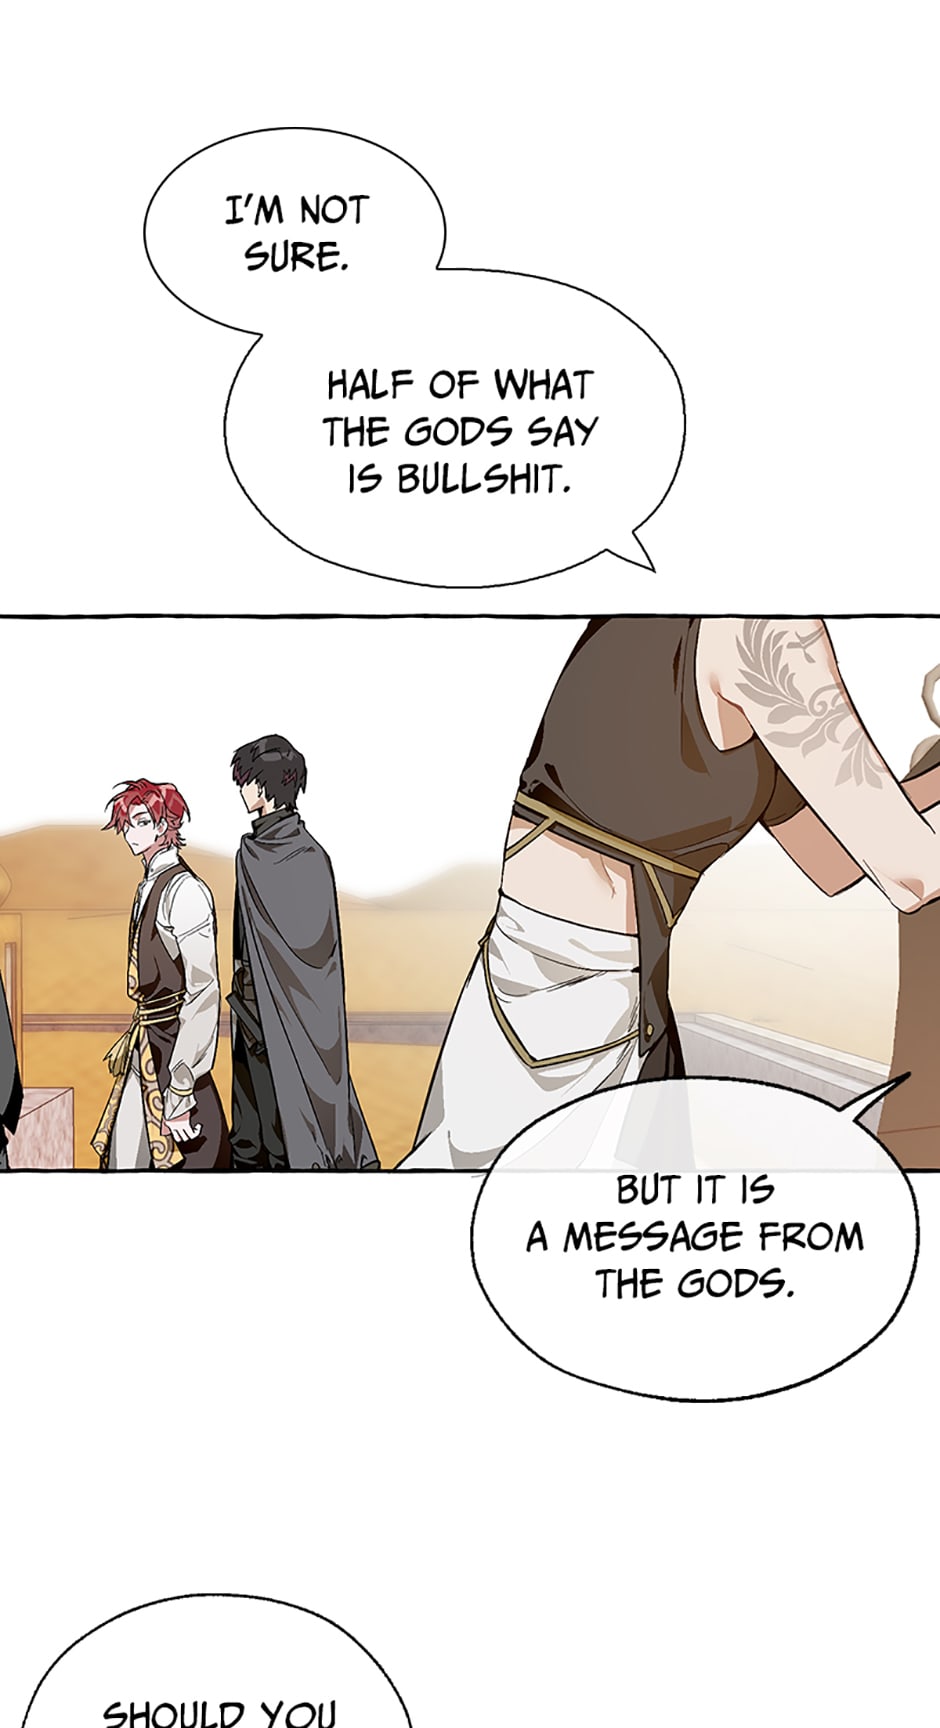 I'M NOT
SURE.
HALF OF WHAT
THE GODS SAY
IS BULLSHIT.
BUT IT IS
A MESSAGE FROM
THE GODS.
SHOULD YOU